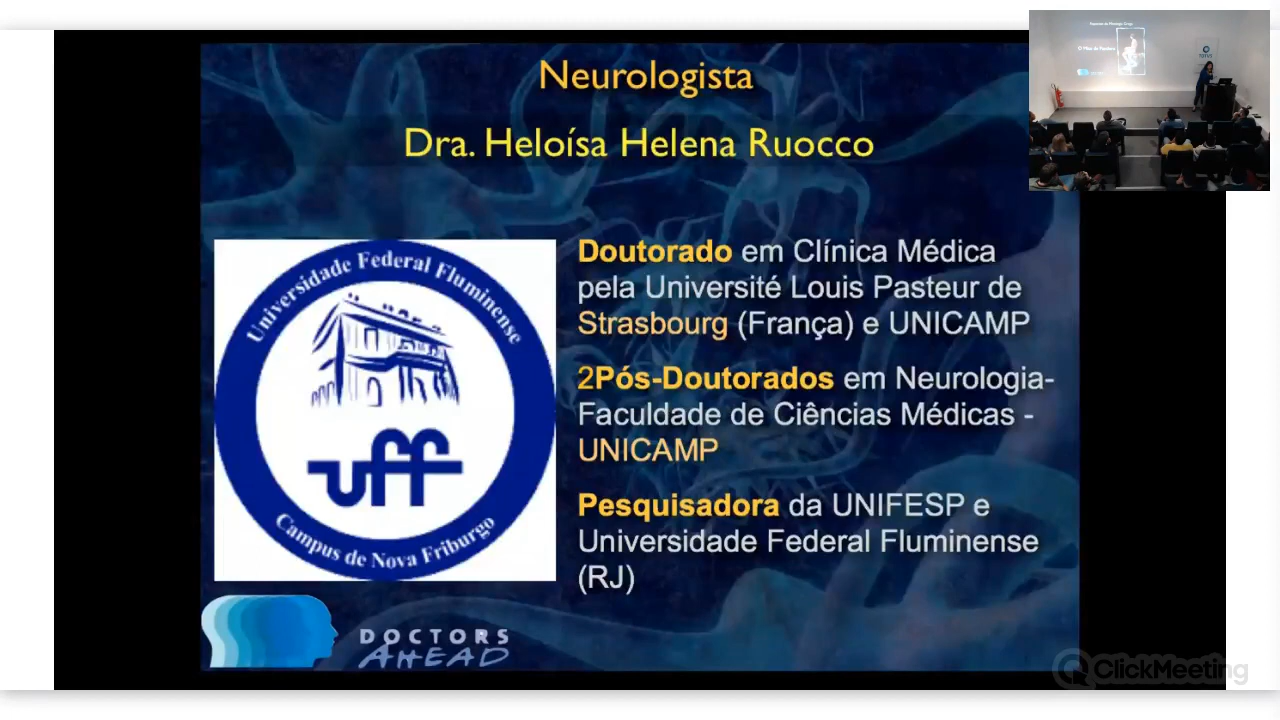 Neurologista
Dra. Heloísa Helena Ruocco
Universidade Federal Fluminense
uff
Campus de Nova Friburgo
Doutorado em Clínica Médica
pela Université Louis Pasteur de
Strasbourg (França) e UNICAMP
2Pós-Doutorados em Neurologia-
Faculdade de Ciências Médicas -
UNICAMP
Pesquisadora da UNIFESP e
Universidade Federal Fluminense
(RJ)
DOCTORS
AHEAD
ClickMeeting